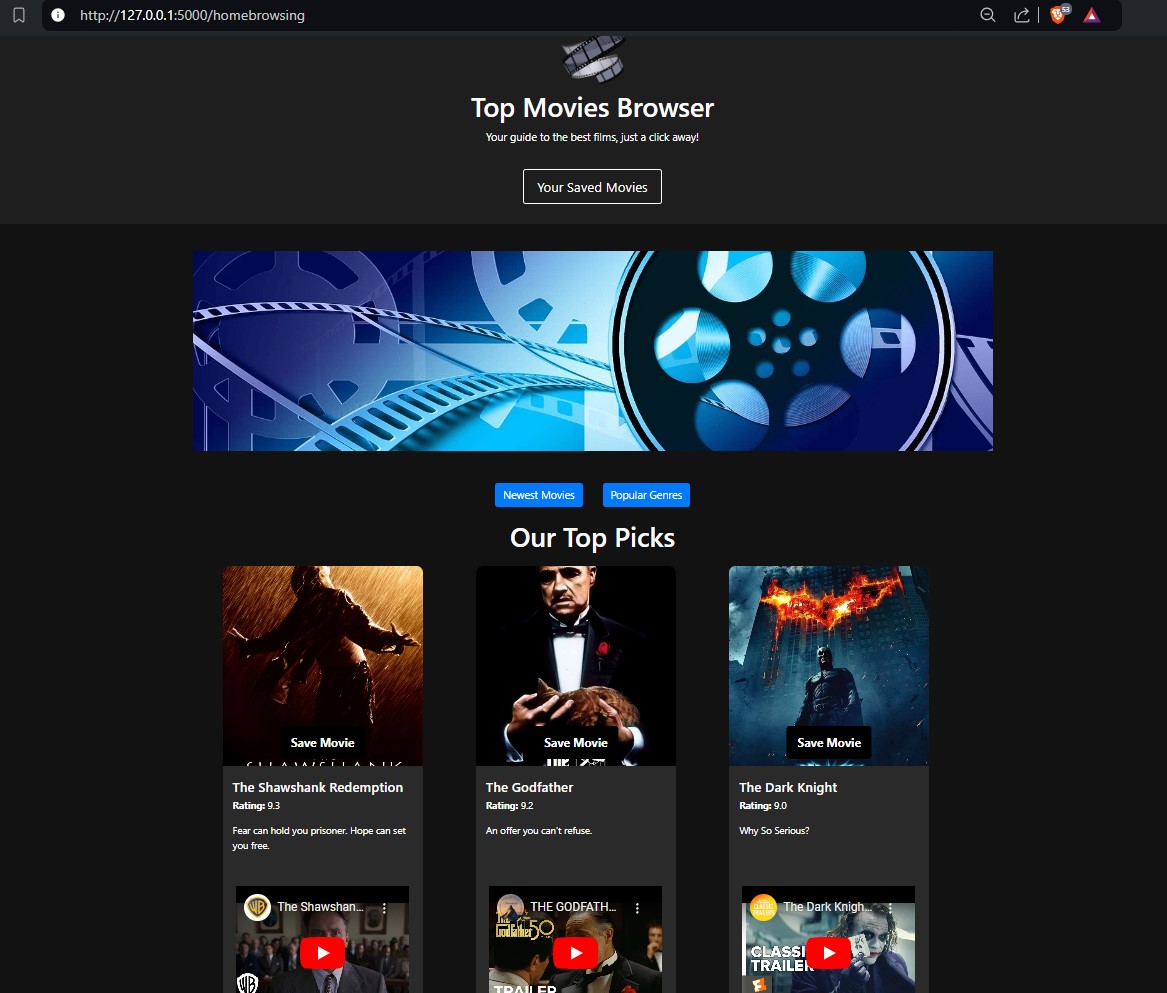 http://127.0.0.1:5000/homebrowsing
53
Top Movies Browser
Your guide to the best films, just a click away!
Your Saved Movies
Newest Movies
Popular Genres
Our Top Picks
Save Movie
Save Movie
Save Movie
The Shawshank Redemption
Rating: 9.3
Fear can hold you prisoner. Hope can set
you free.
The Godfather
Rating: 9.2
An offer you can't refuse.
The Dark Knight
Rating: 9.0
Why So Serious?
The Shawshan...
THE GODFATH...
Godfather 50
TRAILER
The Dark Knigh...
CLASSI
TRAILER